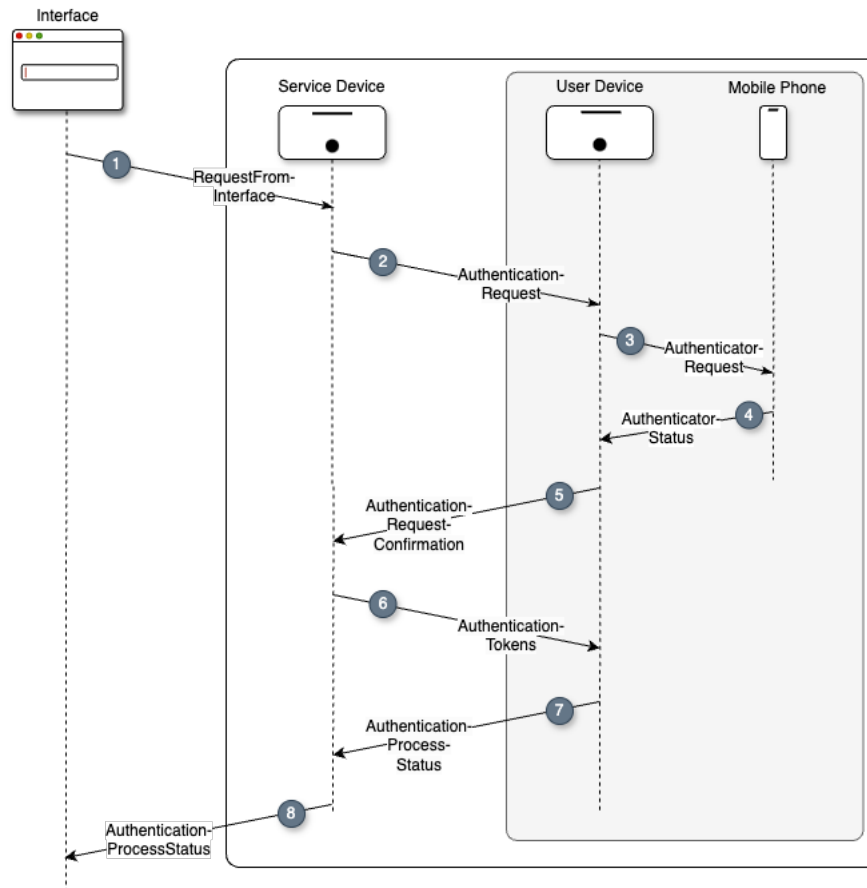 Interface
Service Device
User Device
Mobile Phone
1
RequestFrom-
Interface
2
Authentication-
Request
3
Authenticator-
Request
4
Authenticator-
Status
5
Authentication-
Request-
Confirmation
6
Authentication-
Tokens
7
Authentication-
Process-
Status
8
Authentication-
ProcessStatus